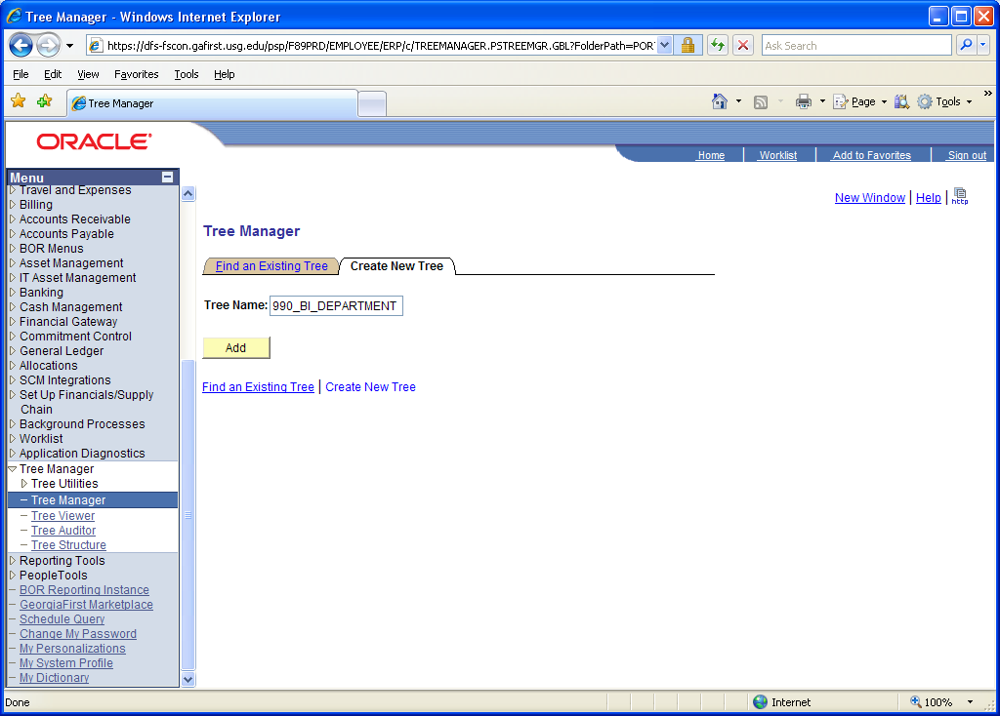 Tree Manager - Windows Internet Explorer
https://dfs-fscon.gafirst.usg.edu/psp/F89PRD/EMPLOYEE/ERP/c/TREEMANAGER.PSTREEMGR.GBL?FolderPath=POR
Ask Search
File Edit View Favorites Tools Help
Tree Manager
Page Tools »
ORACLE
Home Worklist Add to Favorites Sign out
Menu
Travel and Expenses
Billing
Accounts Receivable
Accounts Payable
BOR Menus
Asset Management
IT Asset Management
Banking
Cash Management
Financial Gateway
Commitment Control
General Ledger
Allocations
SCM Integrations
Set Up Financials/Supply
Chain
Background Processes
Worklist
Application Diagnostics
Tree Manager
Tree Utilities
– Tree Manager
– Tree Viewer
– Tree Auditor
– Tree Structure
Reporting Tools
PeopleTools
– BOR Reporting Instance
– GeorgiaFirst Marketplace
– Schedule Query
– Change My Password
– My Personalizations
– My System Profile
– My Dictionary
New Window | Help | http
Tree Manager
Find an Existing Tree Create New Tree
Tree Name: 990_BI_DEPARTMENT
Add
Find an Existing Tree | Create New Tree
Done
Internet
100%